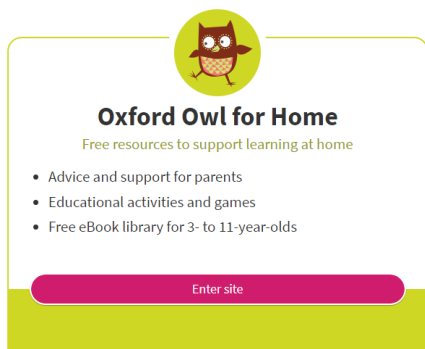 Oxford Owl for Home
Free resources to support learning at home
• Advice and support for parents
• Educational activities and games
• Free eBook library for 3- to 11-year-olds
Enter site